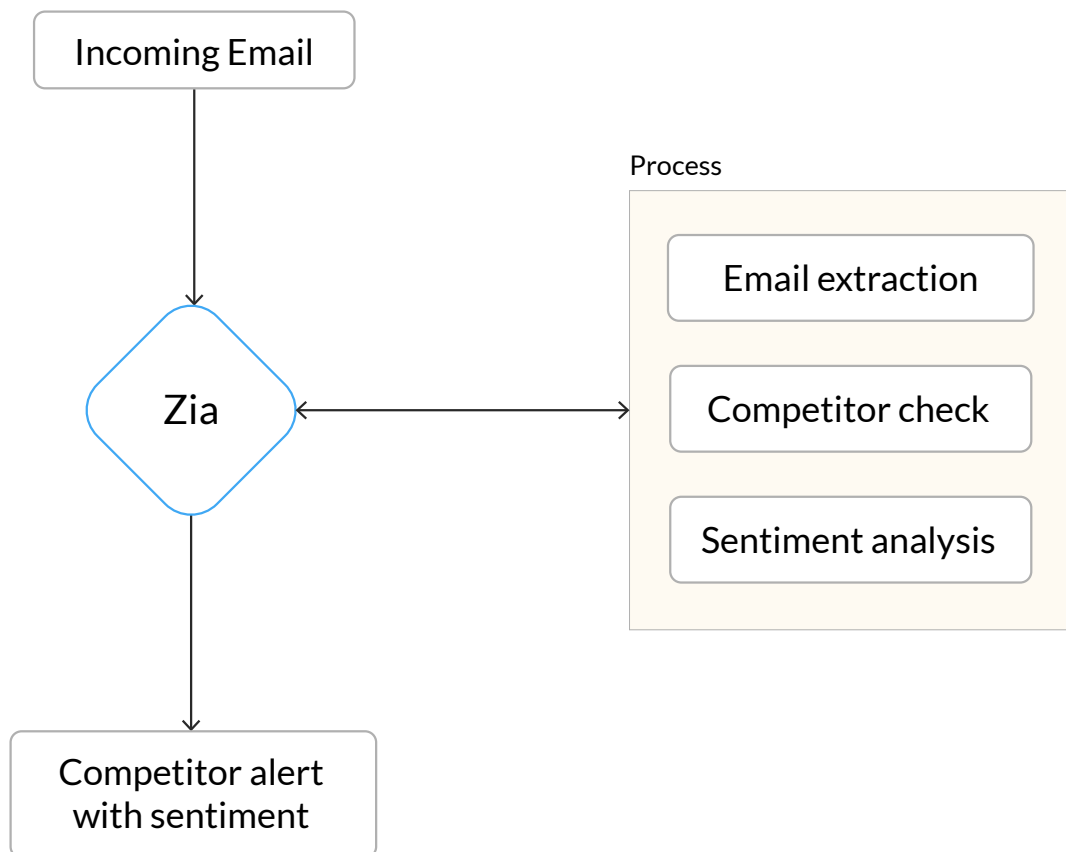 Incoming Email
Process
Email extraction
Zia
Competitor check
Sentiment analysis
Competitor alert
with sentiment